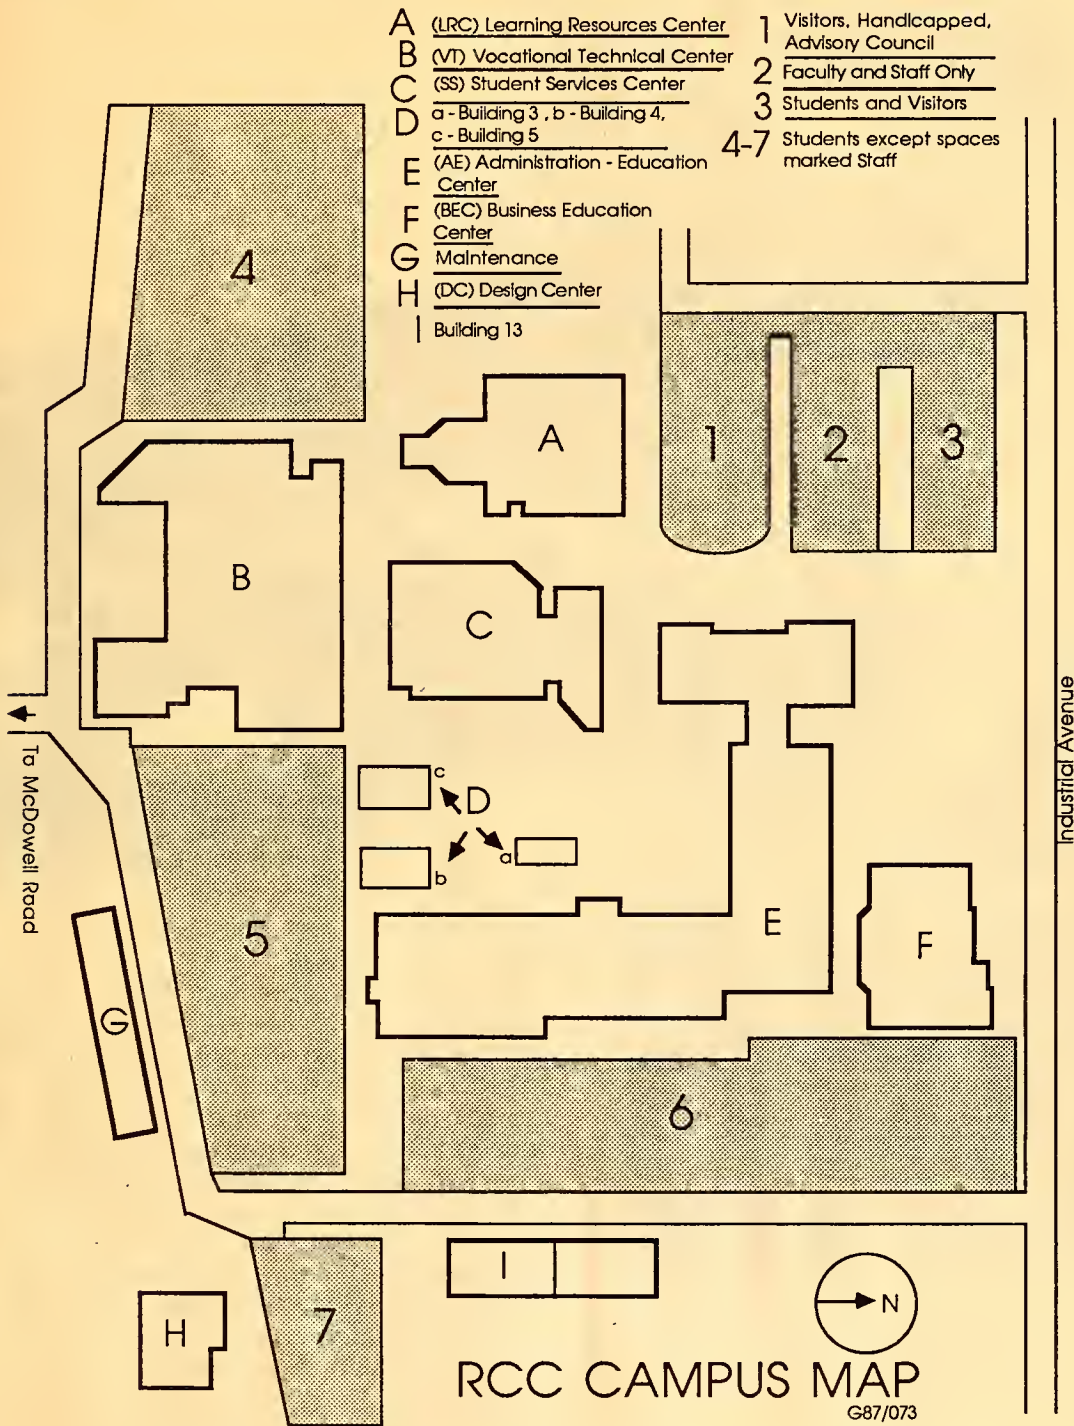 A (LRC) Learning Resources Center
B (VT) Vocational Technical Center
C (SS) Student Services Center
D a - Building 3 , b - Building 4,
c - Building 5
E (AE) Administration - Education
Center
F (BEC) Business Education
Center
G Maintenance
H (DC) Design Center
I Building 13
1 Visitors, Handicapped,
Advisory Council
2 Faculty and Staff Only
3 Students and Visitors
4-7 Students except spaces
marked Staff
4
A
1
2
3
B
C
To McDowell Road
Industrial Avenue
c
D
a
b
5
E
F
G
6
I
H
7
N
RCC CAMPUS MAP
G87/073